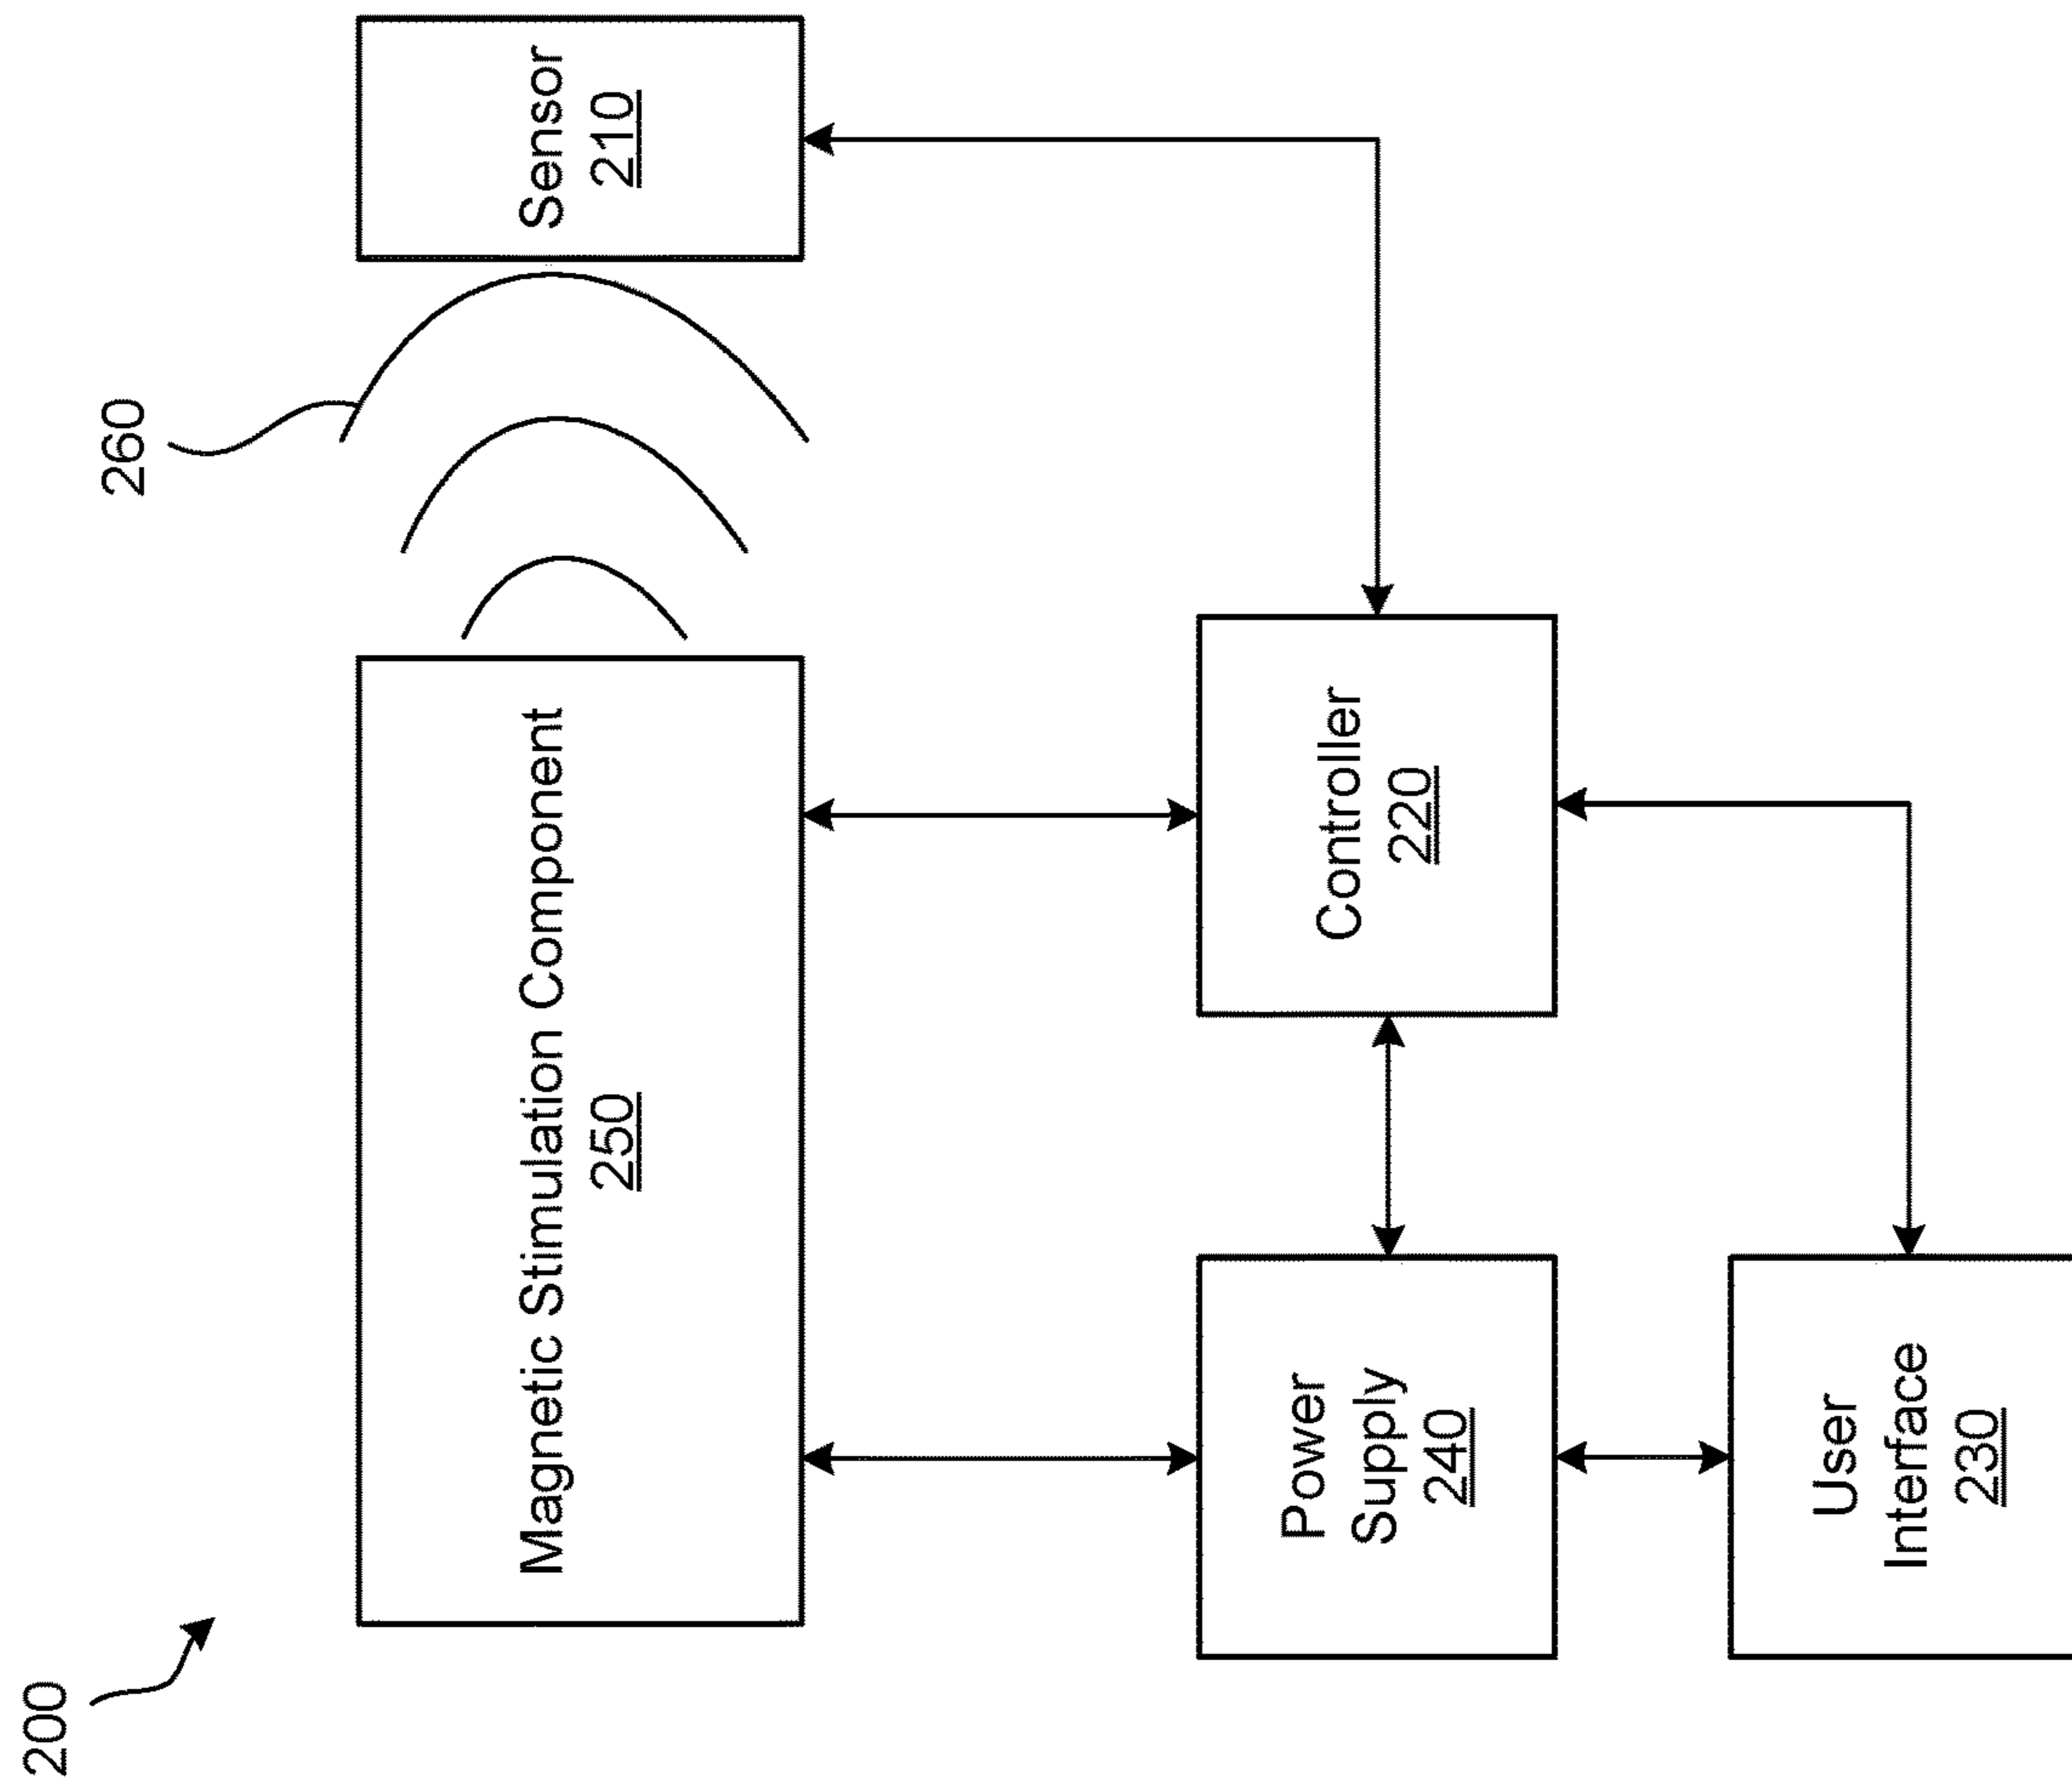 200
260
Magnetic Stimulation Component
250
Sensor
210
Power
Supply
240
Controller
220
User
Interface
230